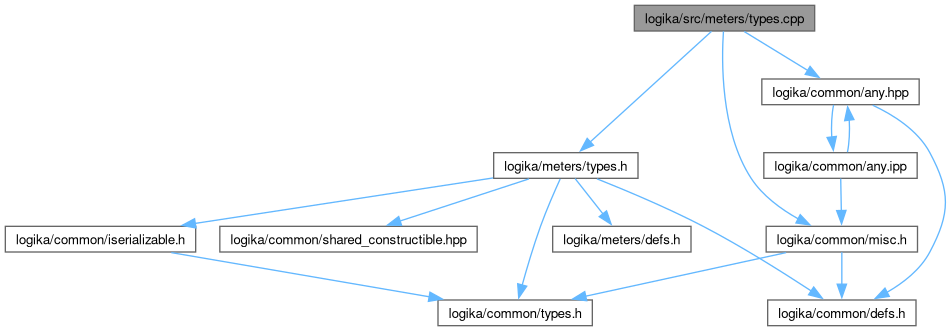 logika/src/meters/types.cpp
logika/common/any.hpp
logika/meters/types.h
logika/common/any.ipp
logika/common/iserializable.h
logika/common/shared_constructible.hpp
logika/meters/defs.h
logika/common/misc.h
logika/common/types.h
logika/common/defs.h